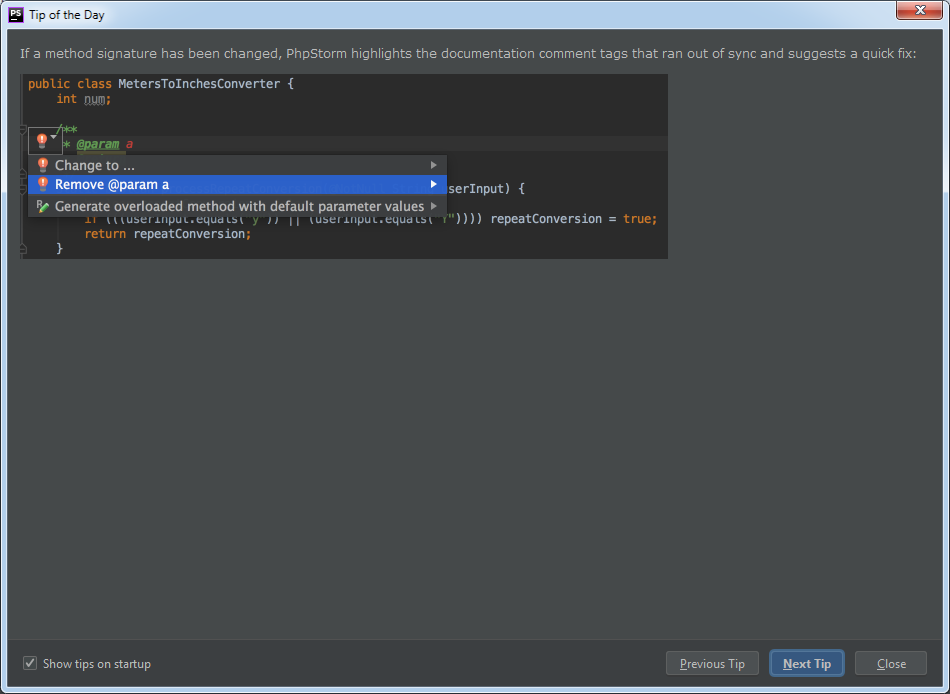 PS Tip of the Day
If a method signature has been changed, PhpStorm highlights the documentation comment tags that ran out of sync and suggests a quick fix:
public class MetersToInchesConverter {
int num;
/**
* @param a
Change to ...
Remove @param a
serInput) {
Generate overloaded method with default parameter values
if (((userInput.equals("y")) || (userInput.equals("Y")))) repeatConversion = true;
return repeatConversion;
}
Show tips on startup
Previous Tip
Next Tip
Close